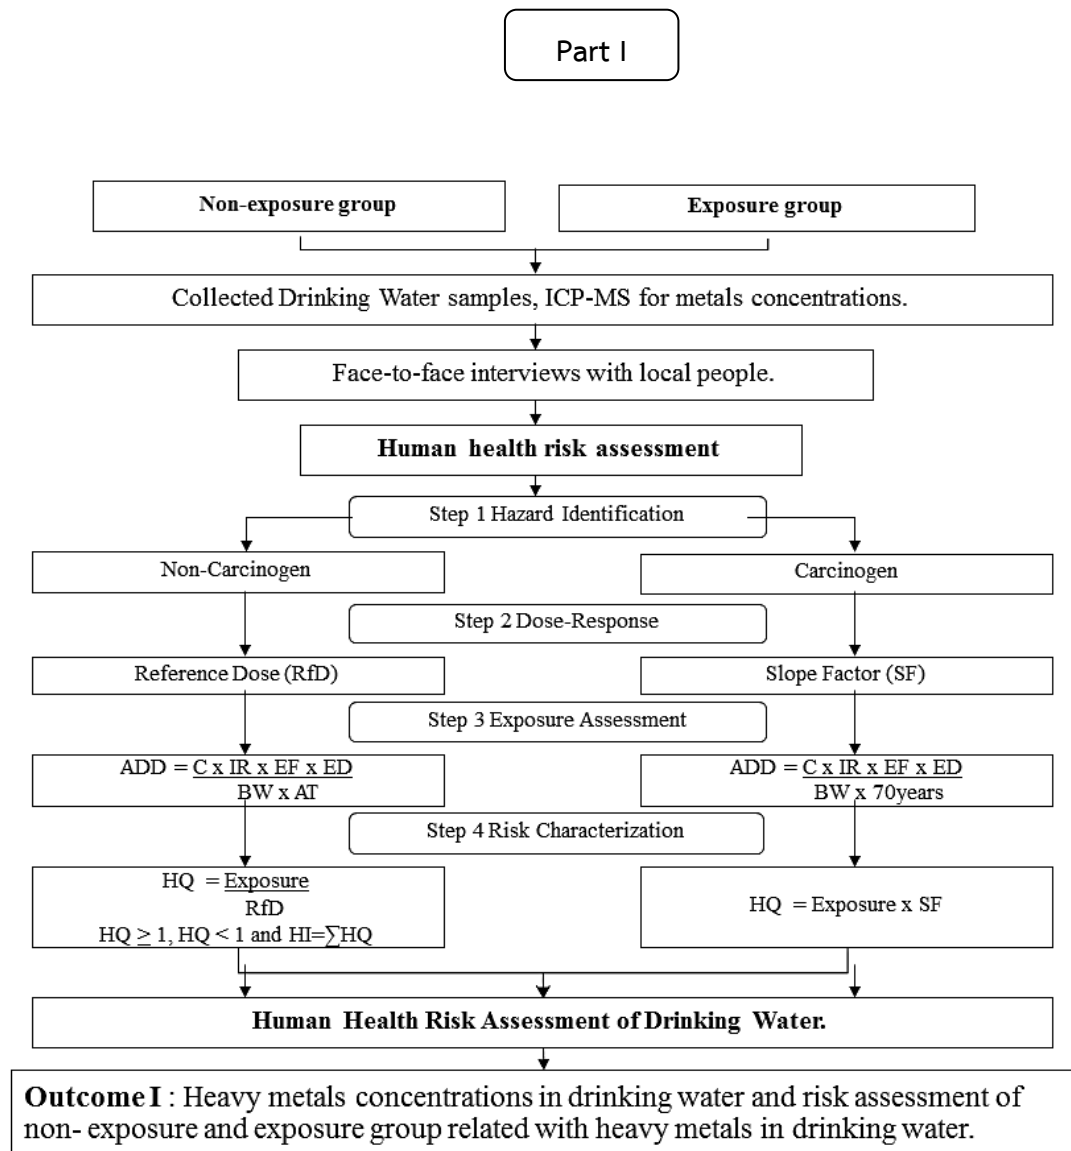 Part I
Non-exposure group
Exposure group
Collected Drinking Water samples, ICP-MS for metals concentrations.
Face-to-face interviews with local people.
Human health risk assessment
Step 1 Hazard Identification
Non-Carcinogen
Carcinogen
Step 2 Dose-Response
Reference Dose (RfD)
Slope Factor (SF)
Step 3 Exposure Assessment
ADD = C x IR x EF x ED
BW x AT
ADD = C x IR x EF x ED
BW x 70years
Step 4 Risk Characterization
HQ = Exposure
RfD
HQ ≥ 1, HQ < 1 and HI=∑HQ
HQ = Exposure x SF
Human Health Risk Assessment of Drinking Water.
Outcome I : Heavy metals concentrations in drinking water and risk assessment of
non- exposure and exposure group related with heavy metals in drinking water.